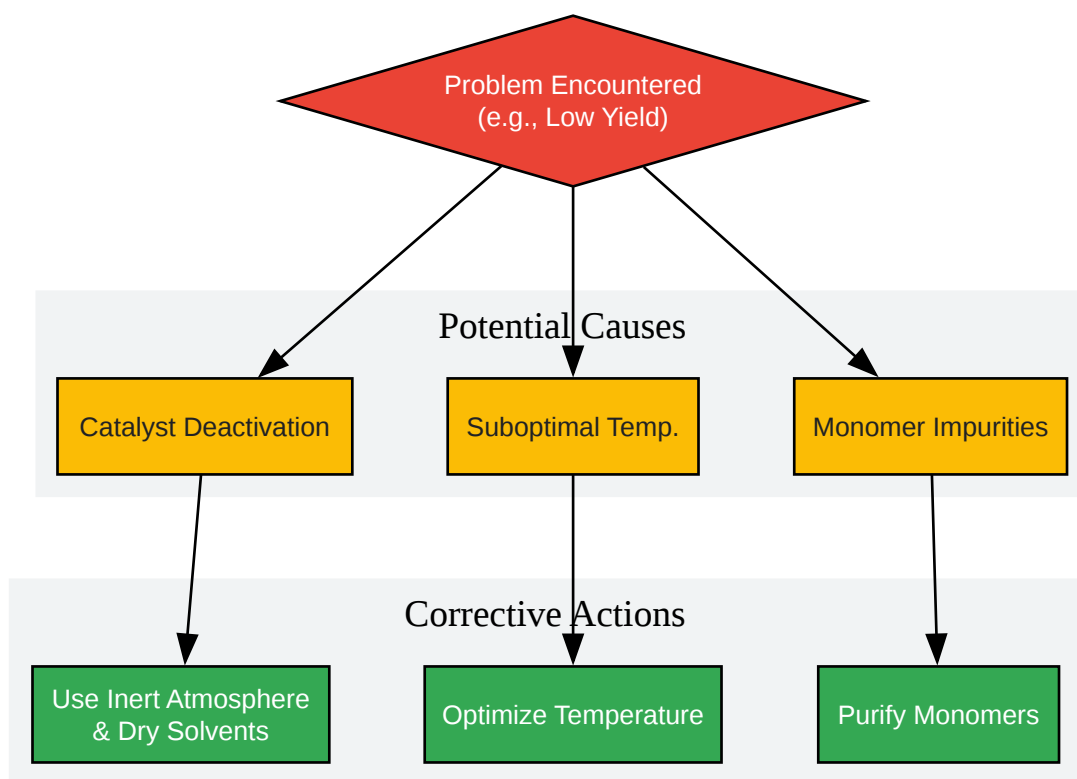 Problem Encountered
(e.g., Low Yield)
Potential Causes
Catalyst Deactivation
Suboptimal Temp.
Monomer Impurities
Corrective Actions
Use Inert Atmosphere
& Dry Solvents
Optimize Temperature
Purify Monomers